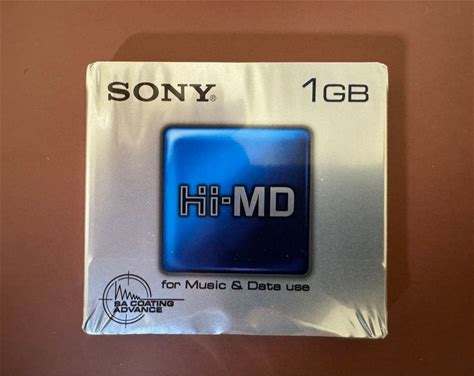 SONY® 1GB
Hi-MD
for Music & Data use
SA COATING
ADVANCE